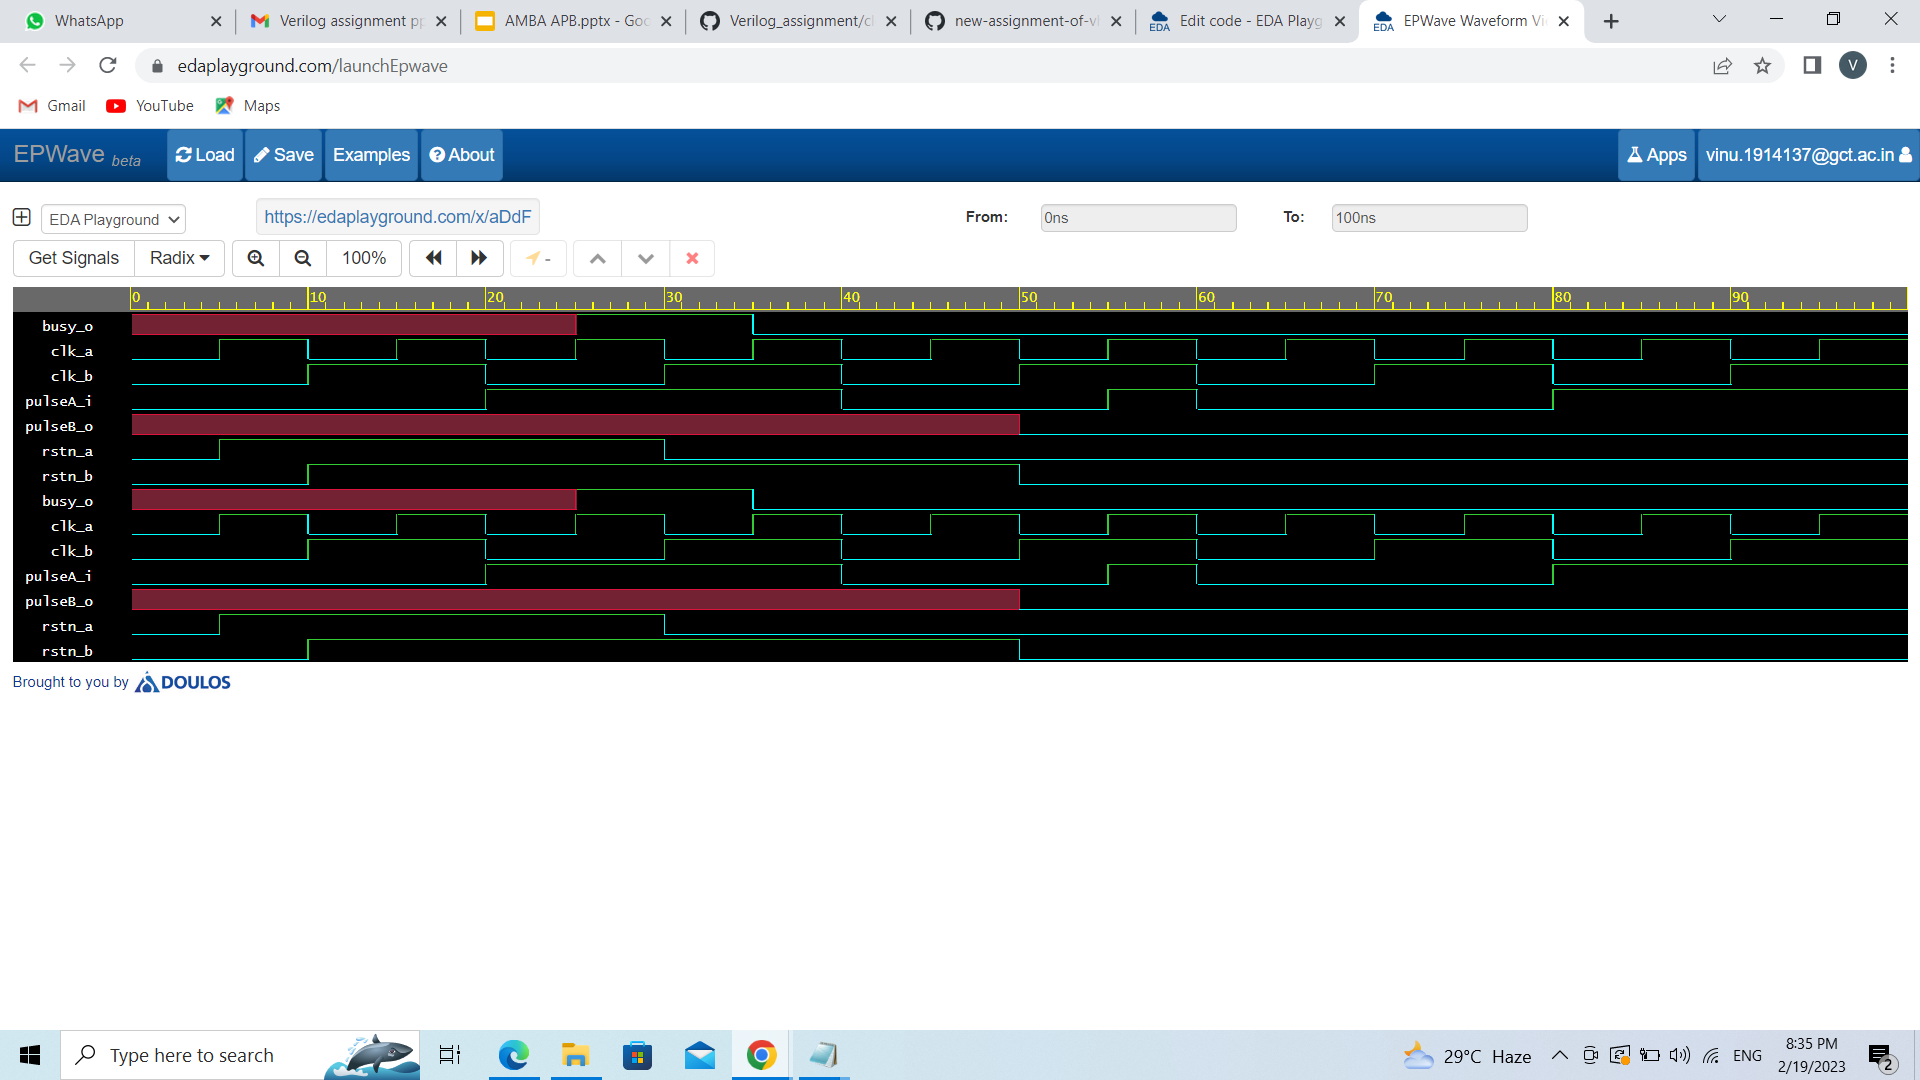 WhatsApp
Verilog assignment pp
AMBA APB.pptx - Goo
Verilog_assignment/cl
new-assignment-of-vl
Edit code - EDA Playg
EPWave Waveform Vie
edaplayground.com/launchEpwave
V
Gmail
YouTube
Maps
EPWave beta
Load
Save
Examples
About
Apps
vinu.1914137@gct.ac.in
EDA Playground
https://edaplayground.com/x/aDdF
From:
0ns
To:
100ns
Get Signals
Radix
100%
-
0 10 20 30 40 50 60 70 80 90
busy_o
clk_a
clk_b
pulseA_i
pulseB_o
rstn_a
rstn_b
busy_o
clk_a
clk_b
pulseA_i
pulseB_o
rstn_a
rstn_b
Brought to you by DOULOS
Type here to search
29°C Haze
ENG
8:35 PM
2/19/2023
2